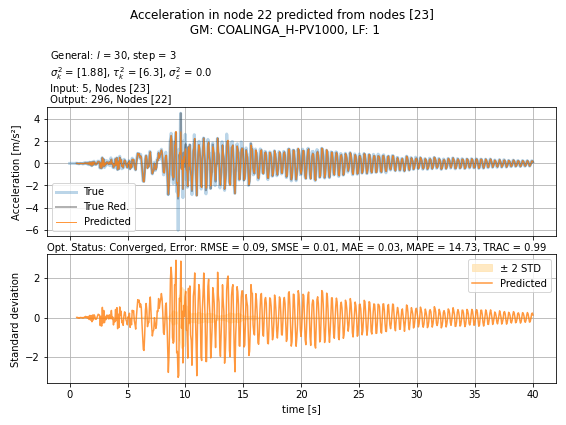 Acceleration in node 22 predicted from nodes [23]
GM: COALINGA_H-PV1000, LF: 1
General: l = 30, step = 3
σ²ₖ = [1.88], τ²ₖ = [6.3], σ²ₑ = 0.0
Input: 5, Nodes [23]
Output: 296, Nodes [22]
Acceleration [m/s²]
4
2
0
−2
−4
−6
True
True Red.
Predicted
Opt. Status: Converged, Error: RMSE = 0.09, SMSE = 0.01, MAE = 0.03, MAPE = 14.73, TRAC = 0.99
Standard deviation
2
0
−2
± 2 STD
Predicted
0 5 10 15 20 25 30 35 40
time [s]